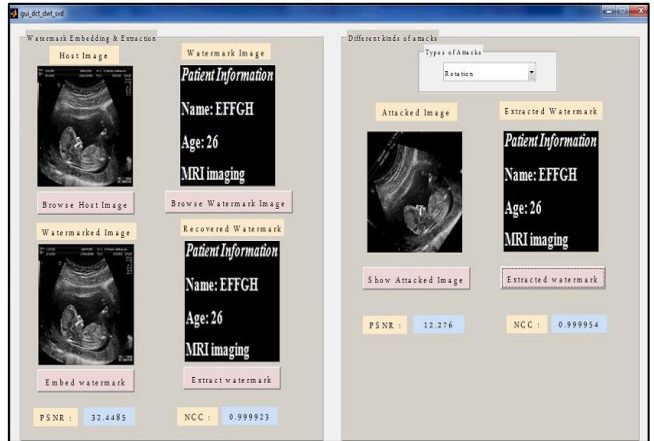 gui_dct_dwt_svd
Watermark Embedding & Extraction
Host Image
Watermark Image
Patient Information
Name: EFFGH
Age: 26
MRI imaging
Browse Host Image
Browse Watermark Image
Watermarked Image
Recovered Watermark
Patient Information
Name: EFFGH
Age: 26
MRI imaging
Embed watermark
Extract watermark
PSNR : 32.4485
NCC : 0.999923
Different kinds of attacks
Types of Attacks
Rotation
Attacked Image
Extracted Watermark
Patient Information
Name: EFFGH
Age: 26
MRI imaging
Show Attacked Image
Extracted watermark
PSNR : 12.276
NCC : 0.999954